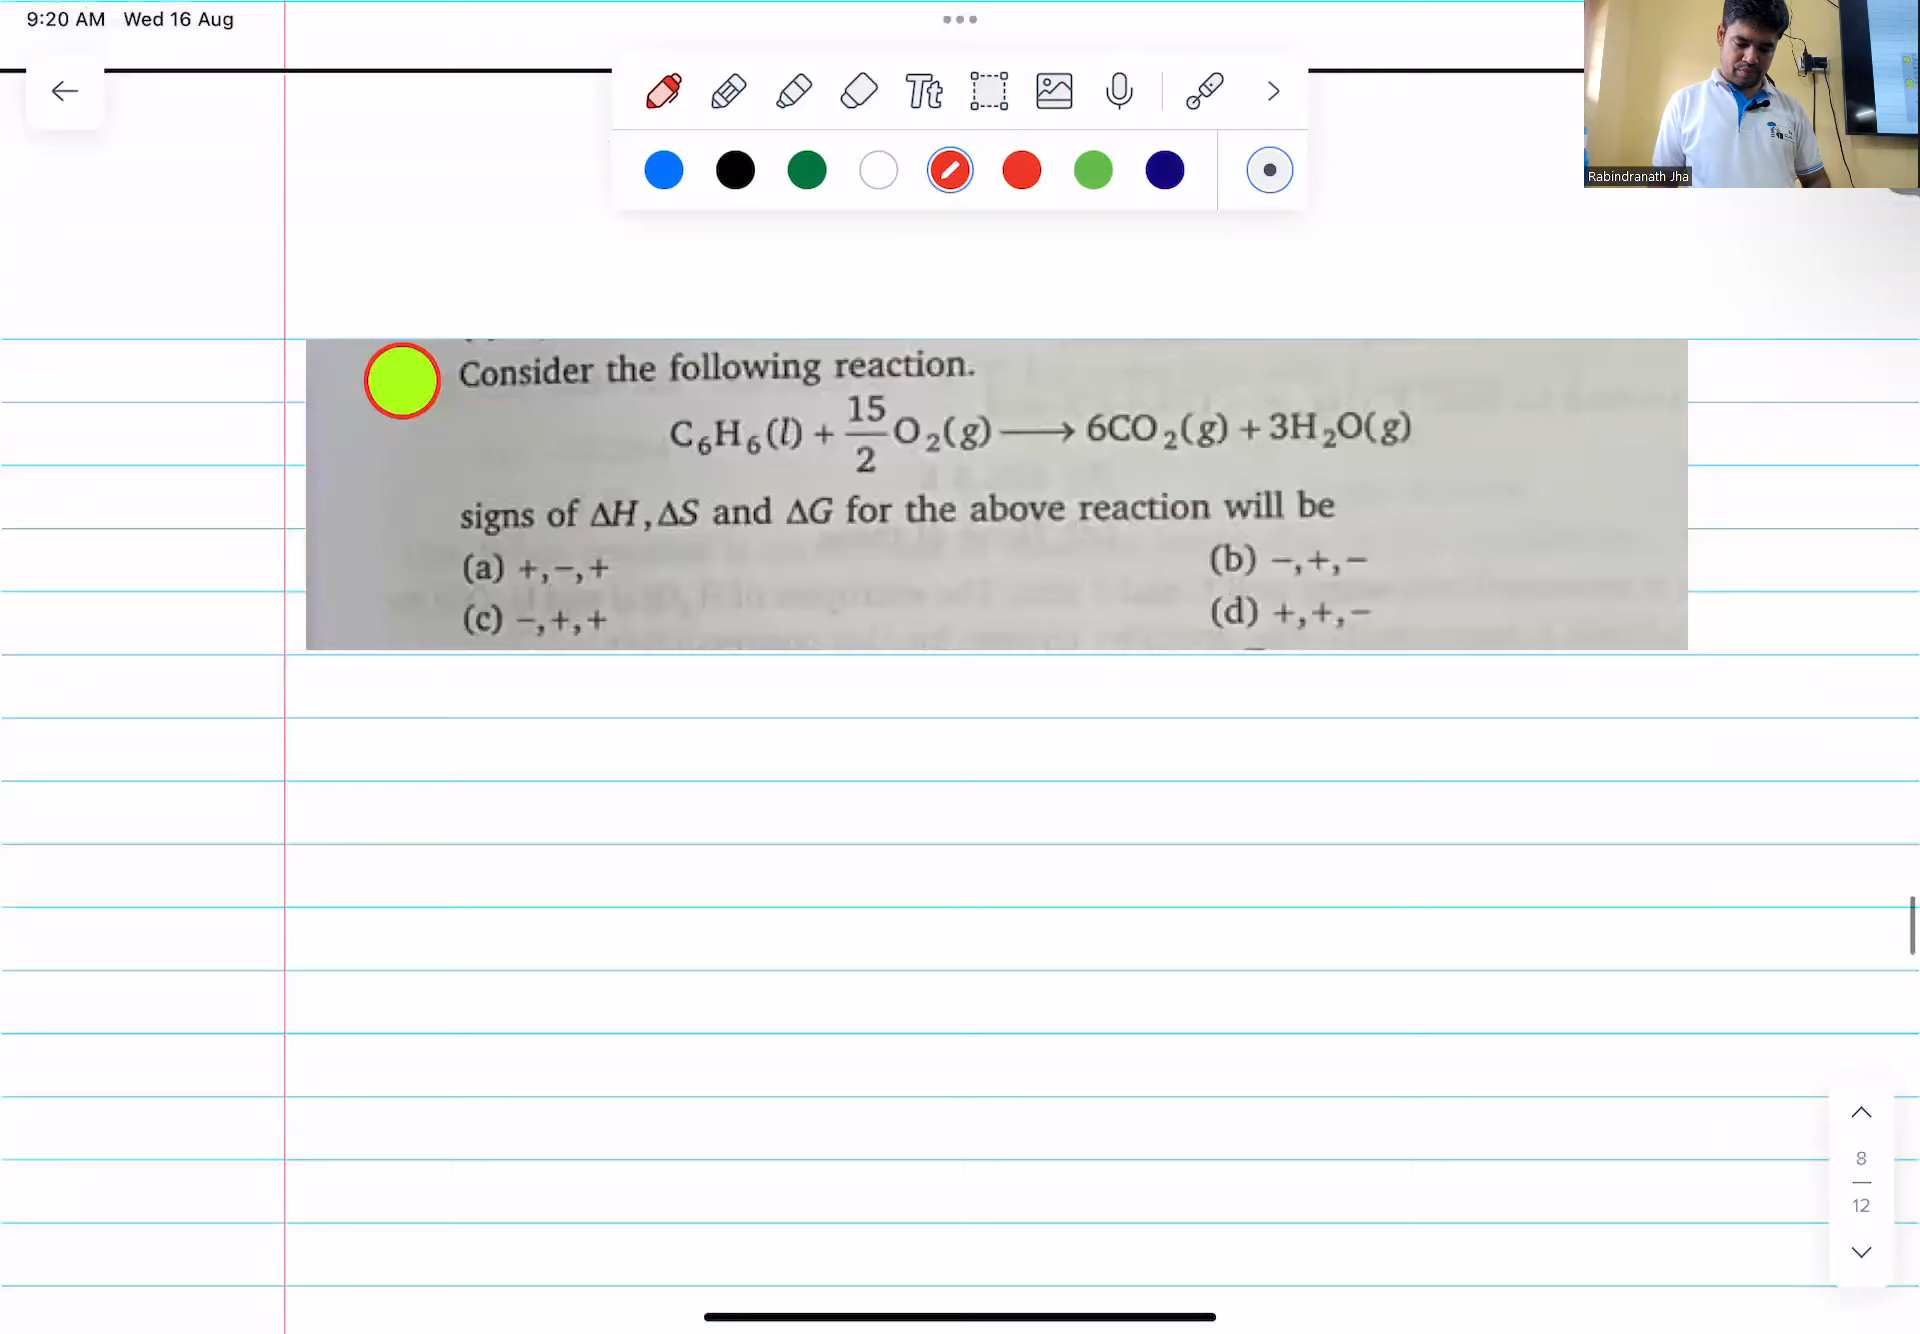 9:20 AM Wed 16 Aug
Tt
Rabindranath Jha
Consider the following reaction.
C₆H₆(l) + 15/2 O₂(g) ⟶ 6CO₂(g) + 3H₂O(g)
signs of ΔH, ΔS and ΔG for the above reaction will be
(a) +,−,+ (b) −,+,−
(c) −,+,+ (d) +,+,−
8
12